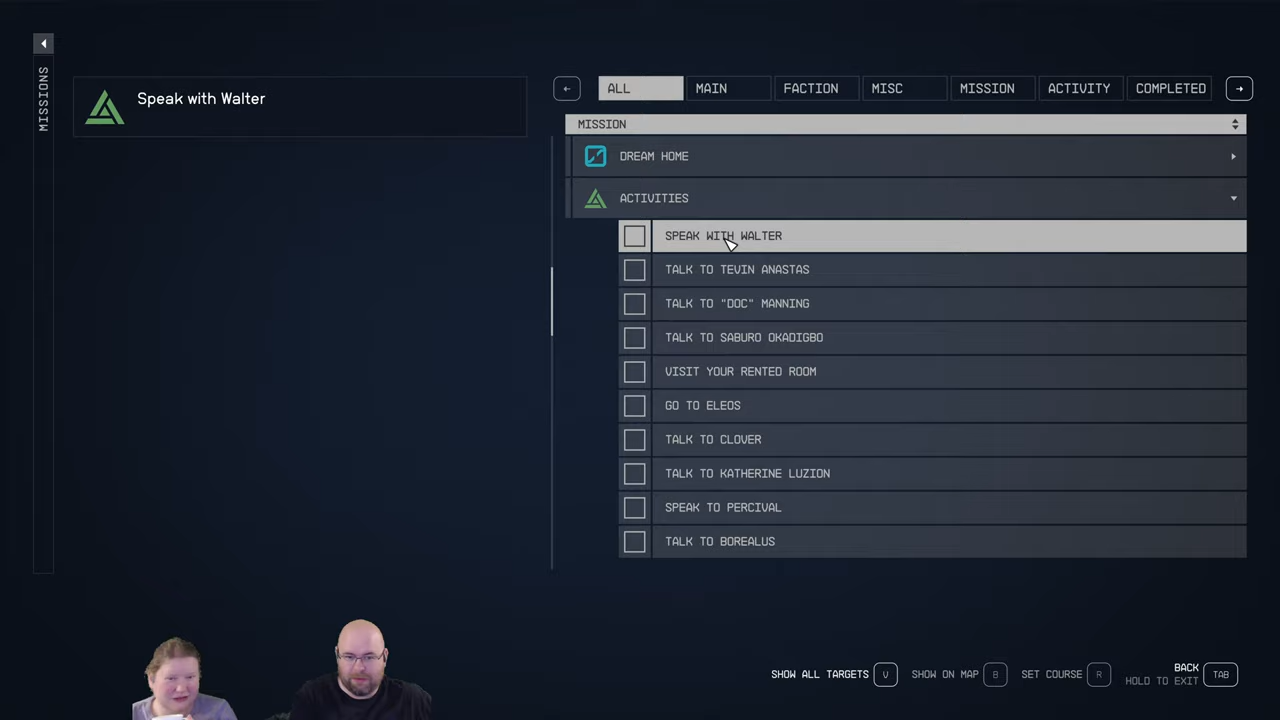 MISSIONS
Speak with Walter
ALL
MAIN
FACTION
MISC
MISSION
ACTIVITY
COMPLETED
MISSION
DREAM HOME
ACTIVITIES
SPEAK WITH WALTER
TALK TO TEVIN ANASTAS
TALK TO "DOC" MANNING
TALK TO SABURO OKADIGBO
VISIT YOUR RENTED ROOM
GO TO ELEOS
TALK TO CLOVER
TALK TO KATHERINE LUZION
SPEAK TO PERCIVAL
TALK TO BOREALUS
SHOW ALL TARGETS V
SHOW ON MAP B
SET COURSE R
BACK
HOLD TO EXIT TAB